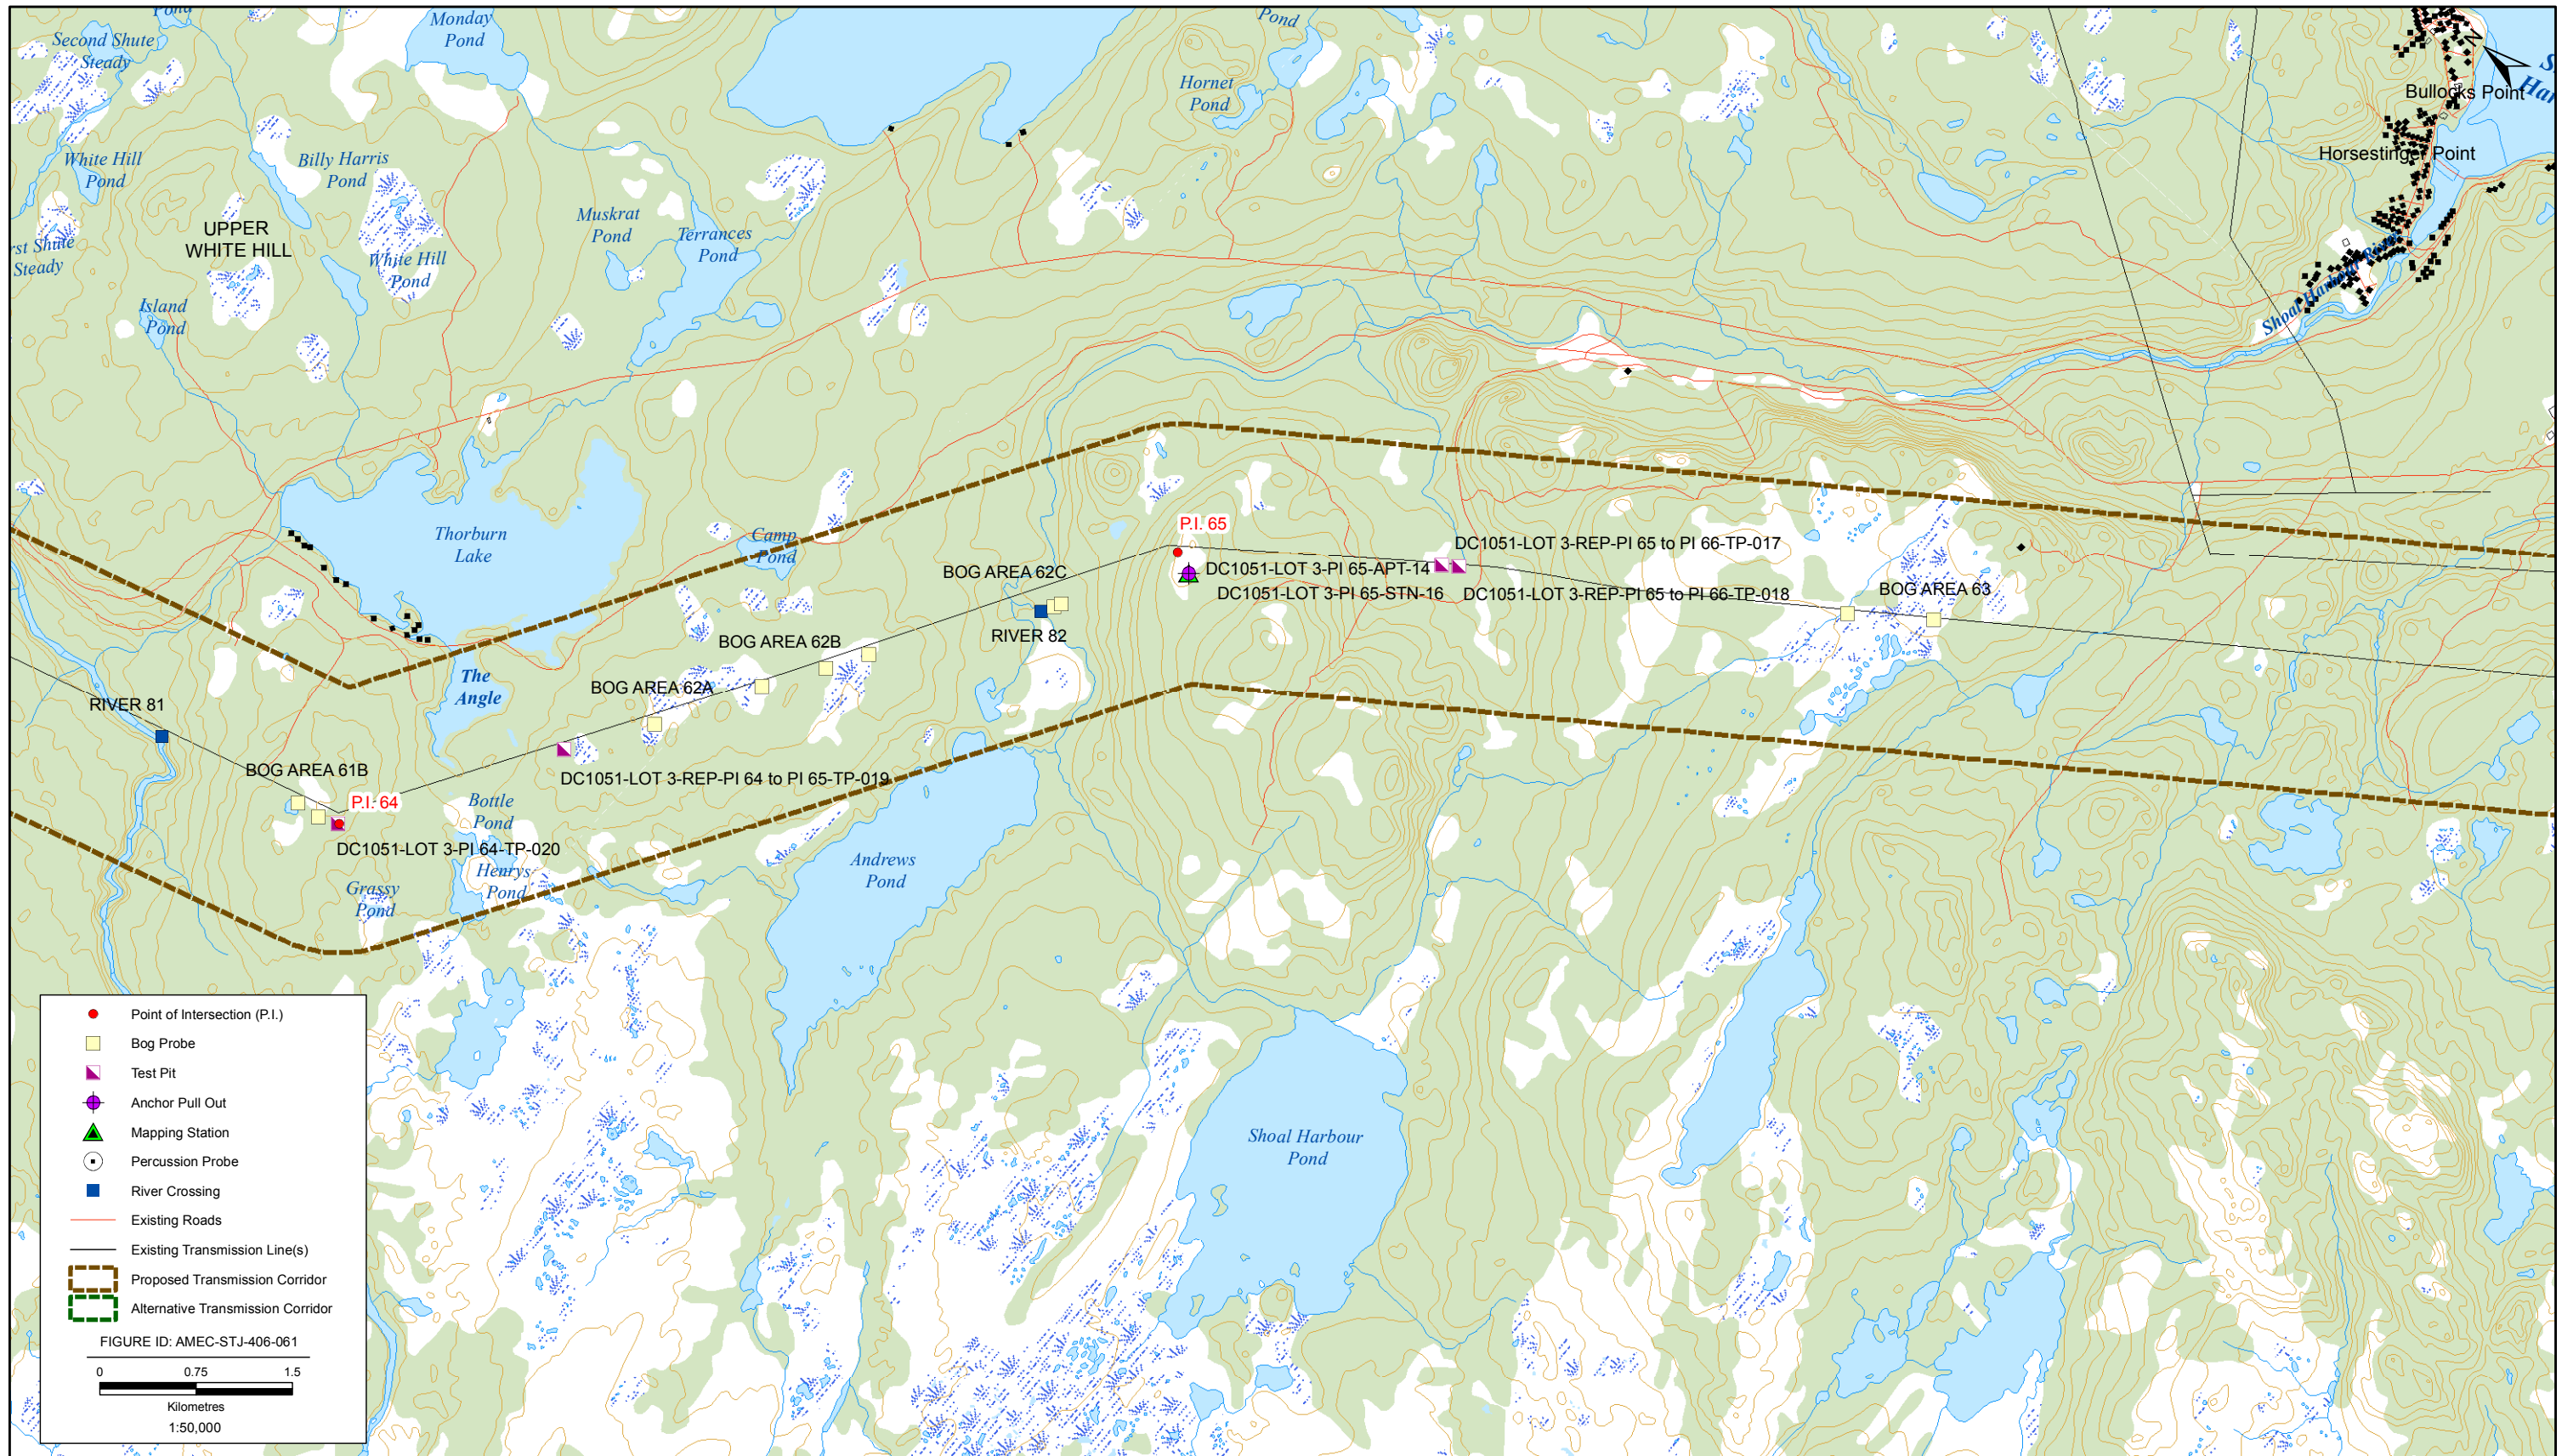 Pond
Monday
Pond
Pond
Second Shute
Steady
Hornet
Pond
Bullocks Point
Horsestinger Point
White Hill
Pond
Billy Harris
Pond
Muskrat
Pond
Terrances
Pond
UPPER
WHITE HILL
rst Shute
Steady
White Hill
Pond
Island
Pond
Shoal Harbour River
Thorburn
Lake
Camp
Pond
P.I. 65
DC1051-LOT 3-REP-PI 65 to PI 66-TP-017
BOG AREA 62C
DC1051-LOT 3-PI 65-APT-14
DC1051-LOT 3-PI 65-STN-16
DC1051-LOT 3-REP-PI 65 to PI 66-TP-018
BOG AREA 63
RIVER 82
BOG AREA 62B
The
Angle
BOG AREA 62A
RIVER 81
BOG AREA 61B
DC1051-LOT 3-REP-PI 64 to PI 65-TP-019
P.I. 64
Bottle
Pond
DC1051-LOT 3-PI 64-TP-020
Henrys
Pond
Andrews
Pond
Grassy
Pond
Shoal Harbour
Pond
Point of Intersection (P.I.)
Bog Probe
Test Pit
Anchor Pull Out
Mapping Station
Percussion Probe
River Crossing
Existing Roads
Existing Transmission Line(s)
Proposed Transmission Corridor
Alternative Transmission Corridor
FIGURE ID: AMEC-STJ-406-061
0 0.75 1.5
Kilometres
1:50,000